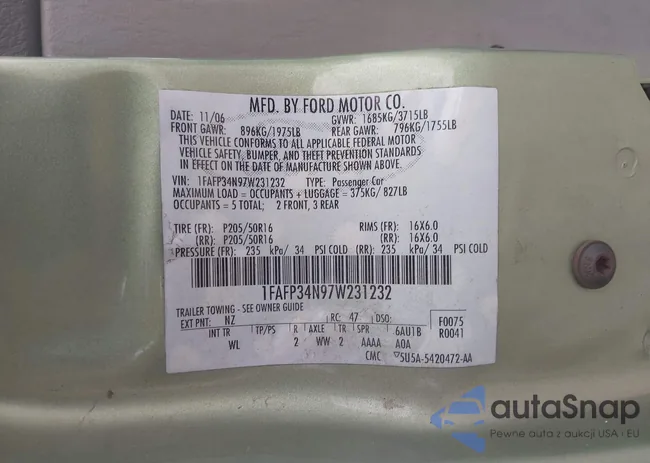 MFD. BY FORD MOTOR CO.
DATE: 11/06 GVWR: 1685KG/3715LB
FRONT GAWR: 896KG/1975LB REAR GAWR: 796KG/1755LB
THIS VEHICLE CONFORMS TO ALL APPLICABLE FEDERAL MOTOR
VEHICLE SAFETY, BUMPER, AND THEFT PREVENTION STANDARDS
IN EFFECT ON THE DATE OF MANUFACTURE SHOWN ABOVE.
VIN: 1FAFP34N97W231232 TYPE: Passenger Car
MAXIMUM LOAD = OCCUPANTS + LUGGAGE = 375KG/ 827LB
OCCUPANTS = 5 TOTAL; 2 FRONT, 3 REAR
TIRE (FR): P205/50R16 RIMS (FR): 16X6.0
(RR): P205/50R16 (RR): 16X6.0
PRESSURE (FR): 235 kPa/ 34 PSI COLD (RR): 235 kPa/ 34 PSI COLD
1FAFP34N97W231232
TRAILER TOWING - SEE OWNER GUIDE
EXT PNT: NZ RC: 47 DSO: F0075
INT TR TP/PS R AXLE TR SPR 6AU1B R0041
WL 2 WW 2 AAAA A0A
CMC ▽5U5A-5420472-AA
autaSnap
Pewne auta z aukcji USA i EU